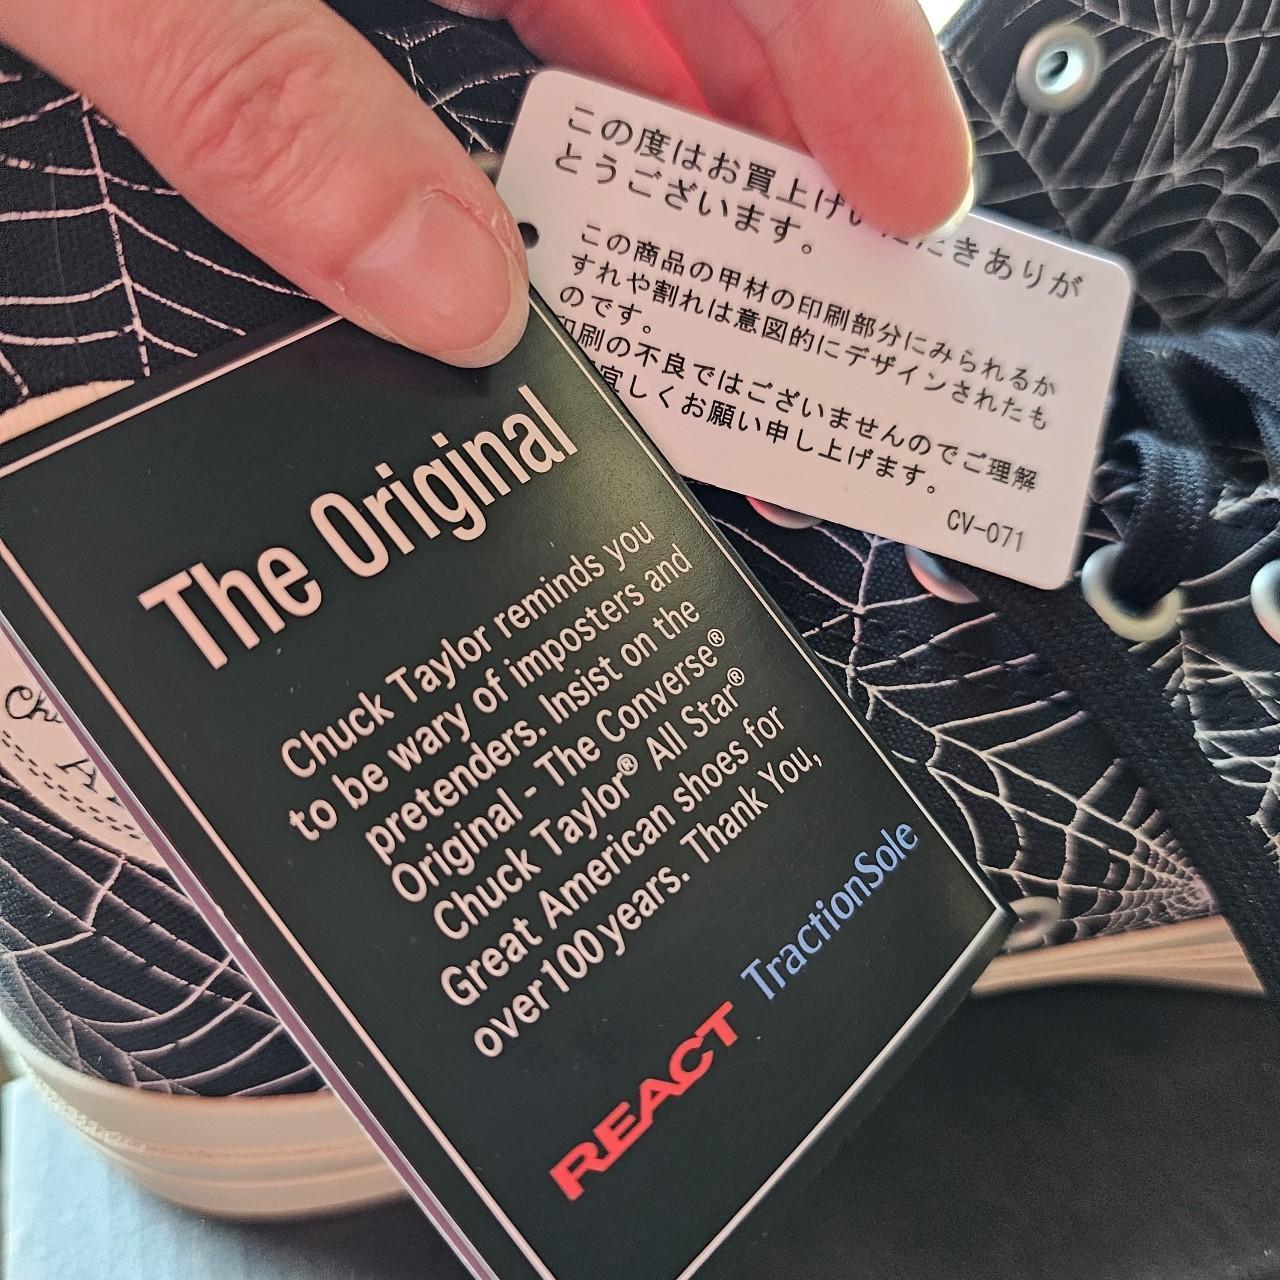 この度はお買上げいただきありが
とうございます。
この商品の甲材の印刷部分にみられるか
すれや割れは意図的にデザインされたも
のです。
印刷の不良ではございませんのでご理解
宜しくお願い申し上げます。
CV-071
The Original
Chuck Taylor reminds you
to be wary of imposters and
pretenders. Insist on the
Original - The Converse®
Chuck Taylor® All Star®
Great American shoes for
over 100 years. Thank You,
REACT TractionSole